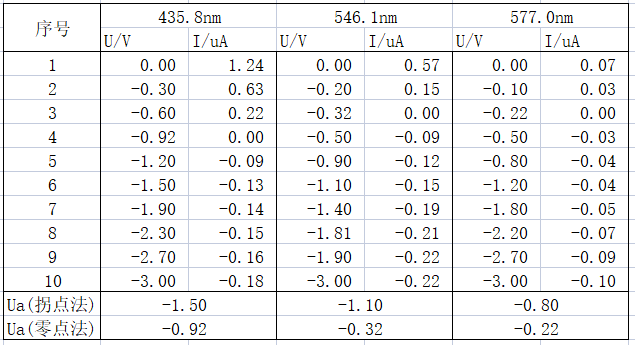 序号 435.8nm 546.1nm 577.0nm
U/V I/uA U/V I/uA U/V I/uA
1 0.00 1.24 0.00 0.57 0.00 0.07
2 -0.30 0.63 -0.20 0.15 -0.10 0.03
3 -0.60 0.22 -0.32 0.00 -0.22 0.00
4 -0.92 0.00 -0.50 -0.09 -0.50 -0.03
5 -1.20 -0.09 -0.90 -0.12 -0.80 -0.04
6 -1.50 -0.13 -1.10 -0.15 -1.20 -0.04
7 -1.90 -0.14 -1.40 -0.19 -1.80 -0.05
8 -2.30 -0.15 -1.81 -0.21 -2.20 -0.07
9 -2.70 -0.16 -1.90 -0.22 -2.70 -0.09
10 -3.00 -0.18 -3.00 -0.22 -3.00 -0.10
Ua(拐点法) -1.50 -1.10 -0.80
Ua(零点法) -0.92 -0.32 -0.22